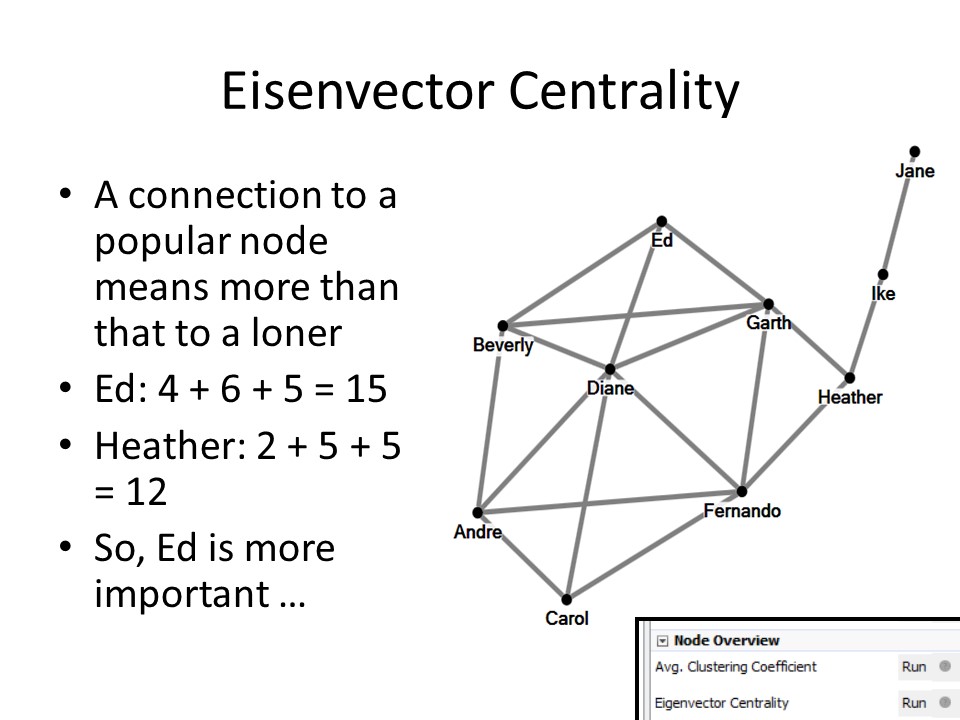 Eisenvector Centrality
• A connection to a
popular node
means more than
that to a loner
• Ed: 4 + 6 + 5 = 15
• Heather: 2 + 5 + 5
= 12
• So, Ed is more
important …
Jane
Ed
Ike
Garth
Beverly
Diane
Heather
Fernando
Andre
Carol
Node Overview
Avg. Clustering Coefficient Run
Eigenvector Centrality Run